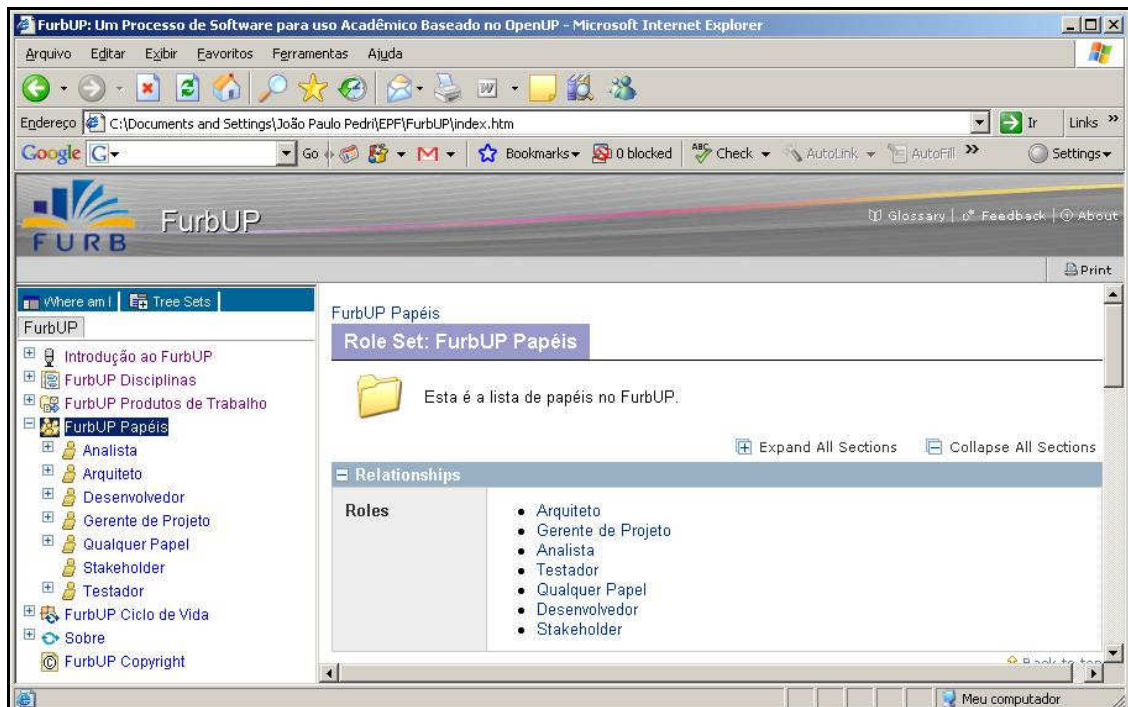 FurbUP: Um Processo de Software para uso Acadêmico Baseado no OpenUP - Microsoft Internet Explorer
Arquivo Editar Exibir Favoritos Ferramentas Ajuda
Endereço C:\Documents and Settings\João Paulo Pedri\EPF\FurbUP\index.htm Ir Links »
Google G Go Bookmarks 0 blocked ABC Check AutoLink AutoFill » Settings
FURB FurbUP Glossary | Feedback | About
Print
Where am I Tree Sets
FurbUP
Introdução ao FurbUP
FurbUP Disciplinas
FurbUP Produtos de Trabalho
FurbUP Papéis
Analista
Arquiteto
Desenvolvedor
Gerente de Projeto
Qualquer Papel
Stakeholder
Testador
FurbUP Ciclo de Vida
Sobre
FurbUP Copyright
FurbUP Papéis
Role Set: FurbUP Papéis
Esta é a lista de papéis no FurbUP.
Expand All Sections Collapse All Sections
Relationships
Roles
Arquiteto
Gerente de Projeto
Analista
Testador
Qualquer Papel
Desenvolvedor
Stakeholder
Back to top
Meu computador